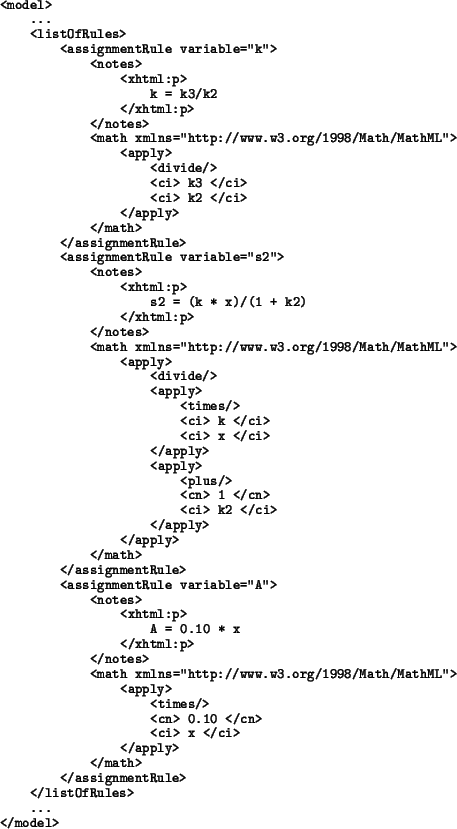 <model>
    ...
    <listOfRules>
        <assignmentRule variable="k">
            <notes>
                <xhtml:p>
                    k = k3/k2
                </xhtml:p>
            </notes>
            <math xmlns="http://www.w3.org/1998/Math/MathML">
                <apply>
                    <divide/>
                    <ci> k3 </ci>
                    <ci> k2 </ci>
                </apply>
            </math>
        </assignmentRule>
        <assignmentRule variable="s2">
            <notes>
                <xhtml:p>
                    s2 = (k * x)/(1 + k2)
                </xhtml:p>
            </notes>
            <math xmlns="http://www.w3.org/1998/Math/MathML">
                <apply>
                    <divide/>
                    <apply>
                        <times/>
                        <ci> k </ci>
                        <ci> x </ci>
                    </apply>
                    <apply>
                        <plus/>
                        <cn> 1 </cn>
                        <ci> k2 </ci>
                    </apply>
                </apply>
            </math>
        </assignmentRule>
        <assignmentRule variable="A">
            <notes>
                <xhtml:p>
                    A = 0.10 * x
                </xhtml:p>
            </notes>
            <math xmlns="http://www.w3.org/1998/Math/MathML">
                <apply>
                    <times/>
                    <cn> 0.10 </cn>
                    <ci> x </ci>
                </apply>
            </math>
        </assignmentRule>
    </listOfRules>
    ...
</model>